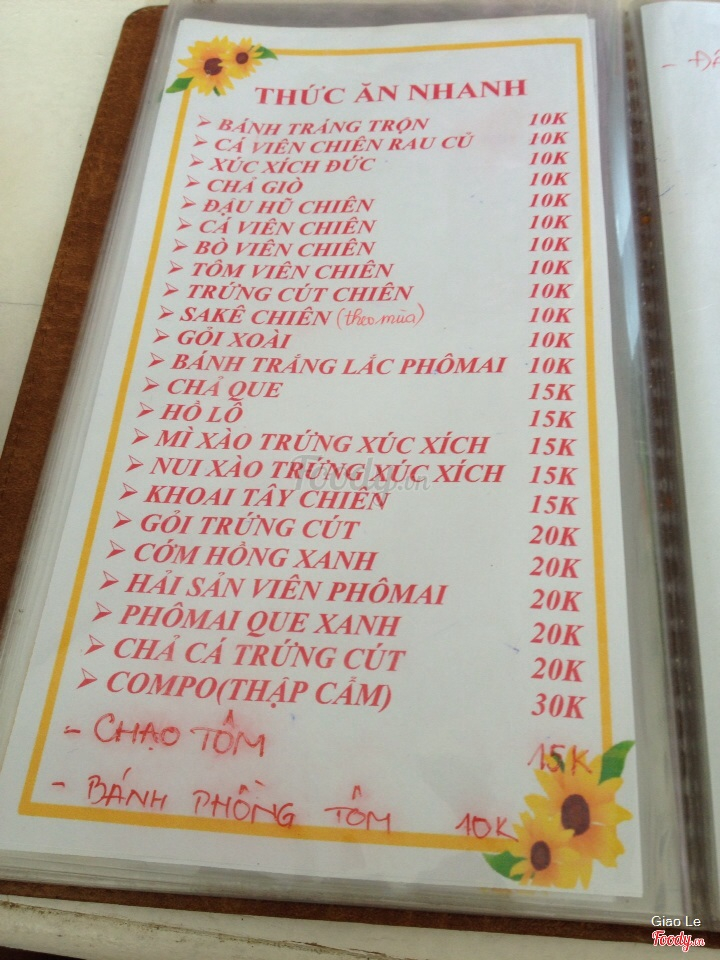 THỨC ĂN NHANH
➢ BÁNH TRÁNG TRỘN 10K
➢ CÁ VIÊN CHIÊN RAU CỦ 10K
➢ XÚC XÍCH ĐỨC 10K
➢ CHẢ GIÒ 10K
➢ ĐẬU HŨ CHIÊN 10K
➢ CÁ VIÊN CHIÊN 10K
➢ BÒ VIÊN CHIÊN 10K
➢ TÔM VIÊN CHIÊN 10K
➢ TRỨNG CÚT CHIÊN 10K
➢ SAKÊ CHIÊN (theo mùa) 10K
➢ GỎI XOÀI 10K
➢ BÁNH TRẮNG LẮC PHÔMAI 10K
➢ CHẢ QUE 15K
➢ HỒ LÔ 15K
➢ MÌ XÀO TRỨNG XÚC XÍCH 15K
➢ NUI XÀO TRỨNG XÚC XÍCH 15K
➢ KHOAI TÂY CHIÊN 15K
➢ GỎI TRỨNG CÚT 20K
➢ CỚM HỒNG XANH 20K
➢ HẢI SẢN VIÊN PHÔMAI 20K
➢ PHÔMAI QUE XANH 20K
➢ CHẢ CÁ TRỨNG CÚT 20K
➢ COMPO(THẬP CẨM) 30K
- CHẠO TÔM 15K
- BÁNH PHỒNG TÔM 10K
Foody.vn
Giao Le
Foody.vn